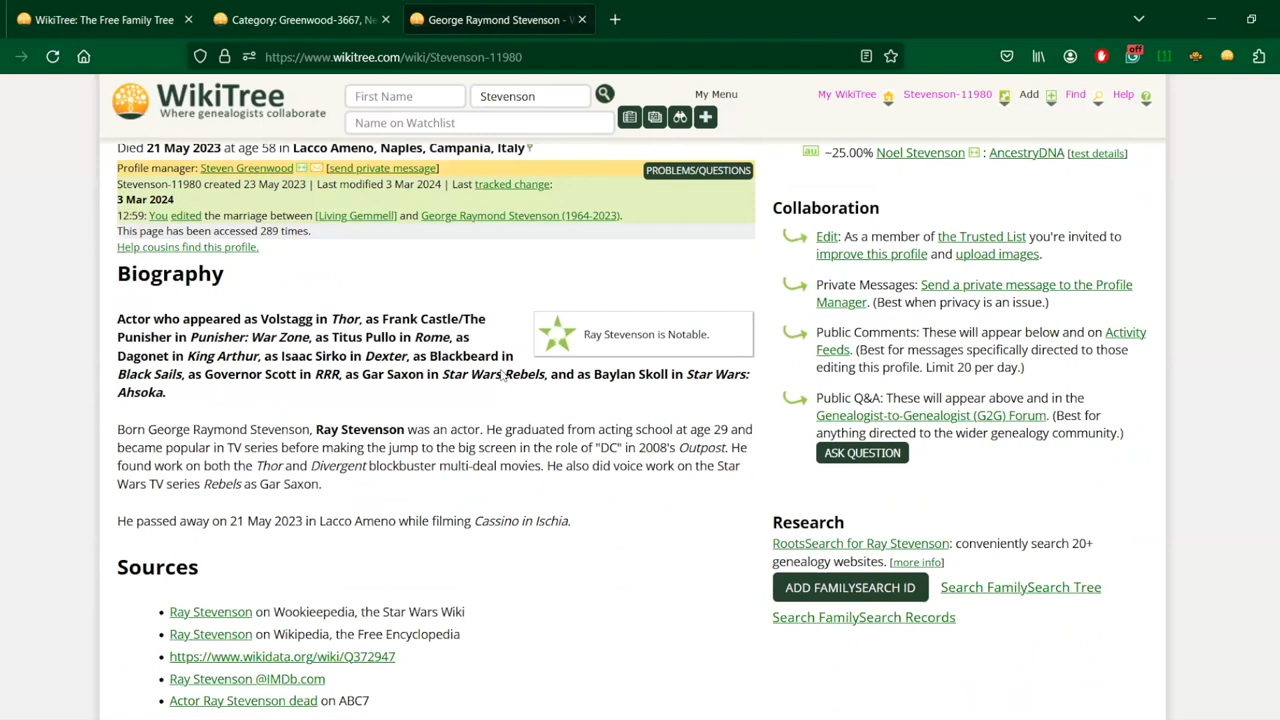 WikiTree: The Free Family Tree
Category: Greenwood-3667, Ne
George Raymond Stevenson - W
https://www.wikitree.com/wiki/Stevenson-11980
off
WikiTree
Where genealogists collaborate
First Name
Stevenson
Name on Watchlist
My Menu
My WikiTree
Stevenson-11980
Add
Find
Help
Died 21 May 2023 at age 58 in Lacco Ameno, Naples, Campania, Italy
Profile manager: Steven Greenwood [send private message]
PROBLEMS/QUESTIONS
Stevenson-11980 created 23 May 2023 | Last modified 3 Mar 2024 | Last tracked change:
3 Mar 2024
12:59: You edited the marriage between [Living Gemmell] and George Raymond Stevenson (1964-2023).
This page has been accessed 289 times.
Help cousins find this profile.
Biography
Actor who appeared as Volstagg in Thor, as Frank Castle/The
Punisher in Punisher: War Zone, as Titus Pullo in Rome, as
Dagonet in King Arthur, as Isaac Sirko in Dexter, as Blackbeard in
Black Sails, as Governor Scott in RRR, as Gar Saxon in Star Wars Rebels, and as Baylan Skoll in Star Wars:
Ahsoka.
Ray Stevenson is Notable.
Born George Raymond Stevenson, Ray Stevenson was an actor. He graduated from acting school at age 29 and
became popular in TV series before making the jump to the big screen in the role of "DC" in 2008's Outpost. He
found work on both the Thor and Divergent blockbuster multi-deal movies. He also did voice work on the Star
Wars TV series Rebels as Gar Saxon.
He passed away on 21 May 2023 in Lacco Ameno while filming Cassino in Ischia.
Sources
• Ray Stevenson on Wookieepedia, the Star Wars Wiki
• Ray Stevenson on Wikipedia, the Free Encyclopedia
• https://www.wikidata.org/wiki/Q372947
• Ray Stevenson @IMDb.com
• Actor Ray Stevenson dead on ABC7
au ~25.00% Noel Stevenson : AncestryDNA [test details]
Collaboration
Edit: As a member of the Trusted List you're invited to
improve this profile and upload images.
Private Messages: Send a private message to the Profile
Manager. (Best when privacy is an issue.)
Public Comments: These will appear below and on Activity
Feeds. (Best for messages specifically directed to those
editing this profile. Limit 20 per day.)
Public Q&A: These will appear above and in the
Genealogist-to-Genealogist (G2G) Forum. (Best for
anything directed to the wider genealogy community.)
ASK QUESTION
Research
RootsSearch for Ray Stevenson: conveniently search 20+
genealogy websites. [more info]
ADD FAMILYSEARCH ID
Search FamilySearch Tree
Search FamilySearch Records